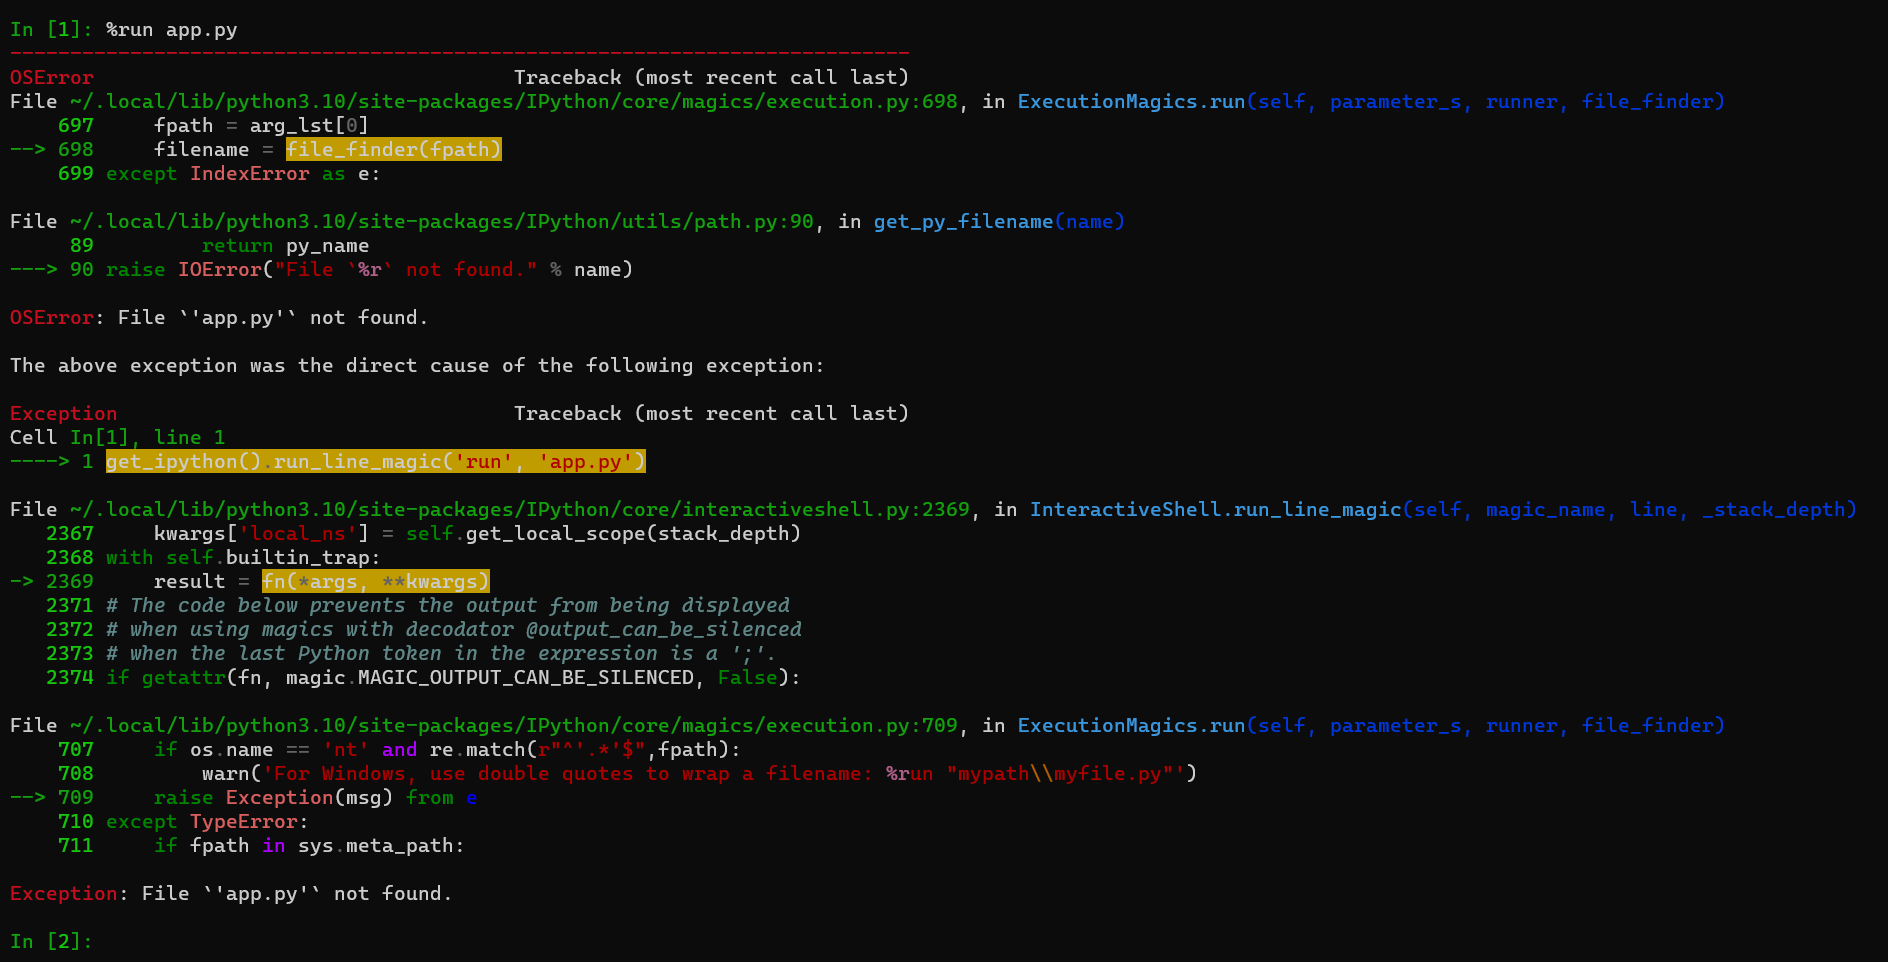 In [1]: %run app.py
---------------------------------------------------------------------------
OSError                                   Traceback (most recent call last)
File ~/.local/lib/python3.10/site-packages/IPython/core/magics/execution.py:698, in ExecutionMagics.run(self, parameter_s, runner, file_finder)
    697     fpath = arg_lst[0]
--> 698     filename = file_finder(fpath)
    699 except IndexError as e:

File ~/.local/lib/python3.10/site-packages/IPython/utils/path.py:90, in get_py_filename(name)
     89         return py_name
---> 90 raise IOError("File `%r` not found." % name)

OSError: File `'app.py'` not found.

The above exception was the direct cause of the following exception:

Exception                                 Traceback (most recent call last)
Cell In[1], line 1
----> 1 get_ipython().run_line_magic('run', 'app.py')

File ~/.local/lib/python3.10/site-packages/IPython/core/interactiveshell.py:2369, in InteractiveShell.run_line_magic(self, magic_name, line, _stack_depth)
   2367     kwargs['local_ns'] = self.get_local_scope(stack_depth)
   2368 with self.builtin_trap:
-> 2369     result = fn(*args, **kwargs)
   2371 # The code below prevents the output from being displayed
   2372 # when using magics with decodator @output_can_be_silenced
   2373 # when the last Python token in the expression is a ';'.
   2374 if getattr(fn, magic.MAGIC_OUTPUT_CAN_BE_SILENCED, False):

File ~/.local/lib/python3.10/site-packages/IPython/core/magics/execution.py:709, in ExecutionMagics.run(self, parameter_s, runner, file_finder)
    707     if os.name == 'nt' and re.match(r"^'.*'$",fpath):
    708         warn('For Windows, use double quotes to wrap a filename: %run "mypath\\myfile.py"')
--> 709     raise Exception(msg) from e
    710 except TypeError:
    711     if fpath in sys.meta_path:

Exception: File `'app.py'` not found.

In [2]: